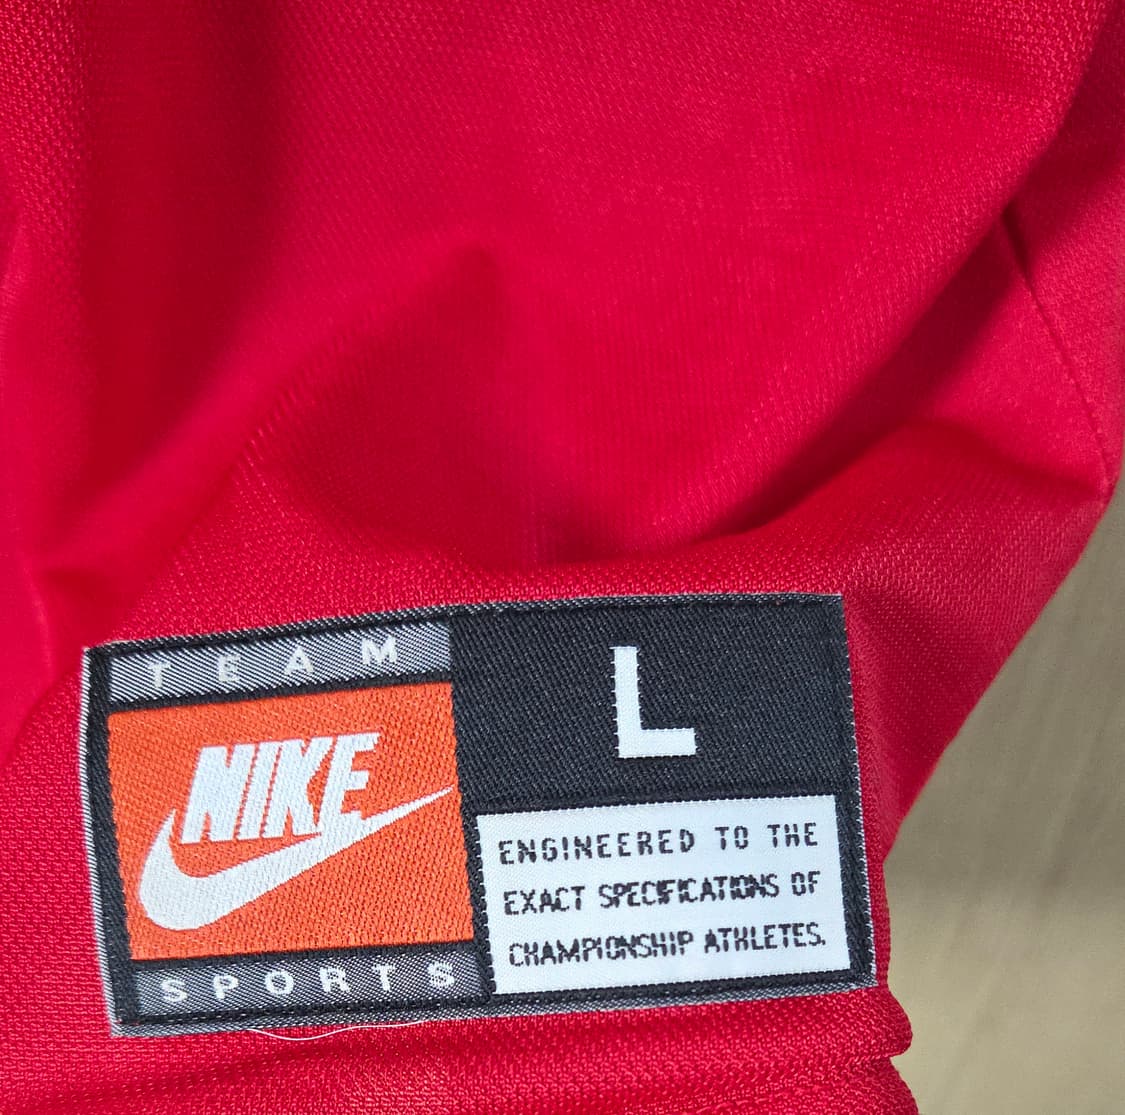 TEAM
NIKE
SPORTS
L
ENGINEERED TO THE
EXACT SPECIFICATIONS OF
CHAMPIONSHIP ATHLETES.